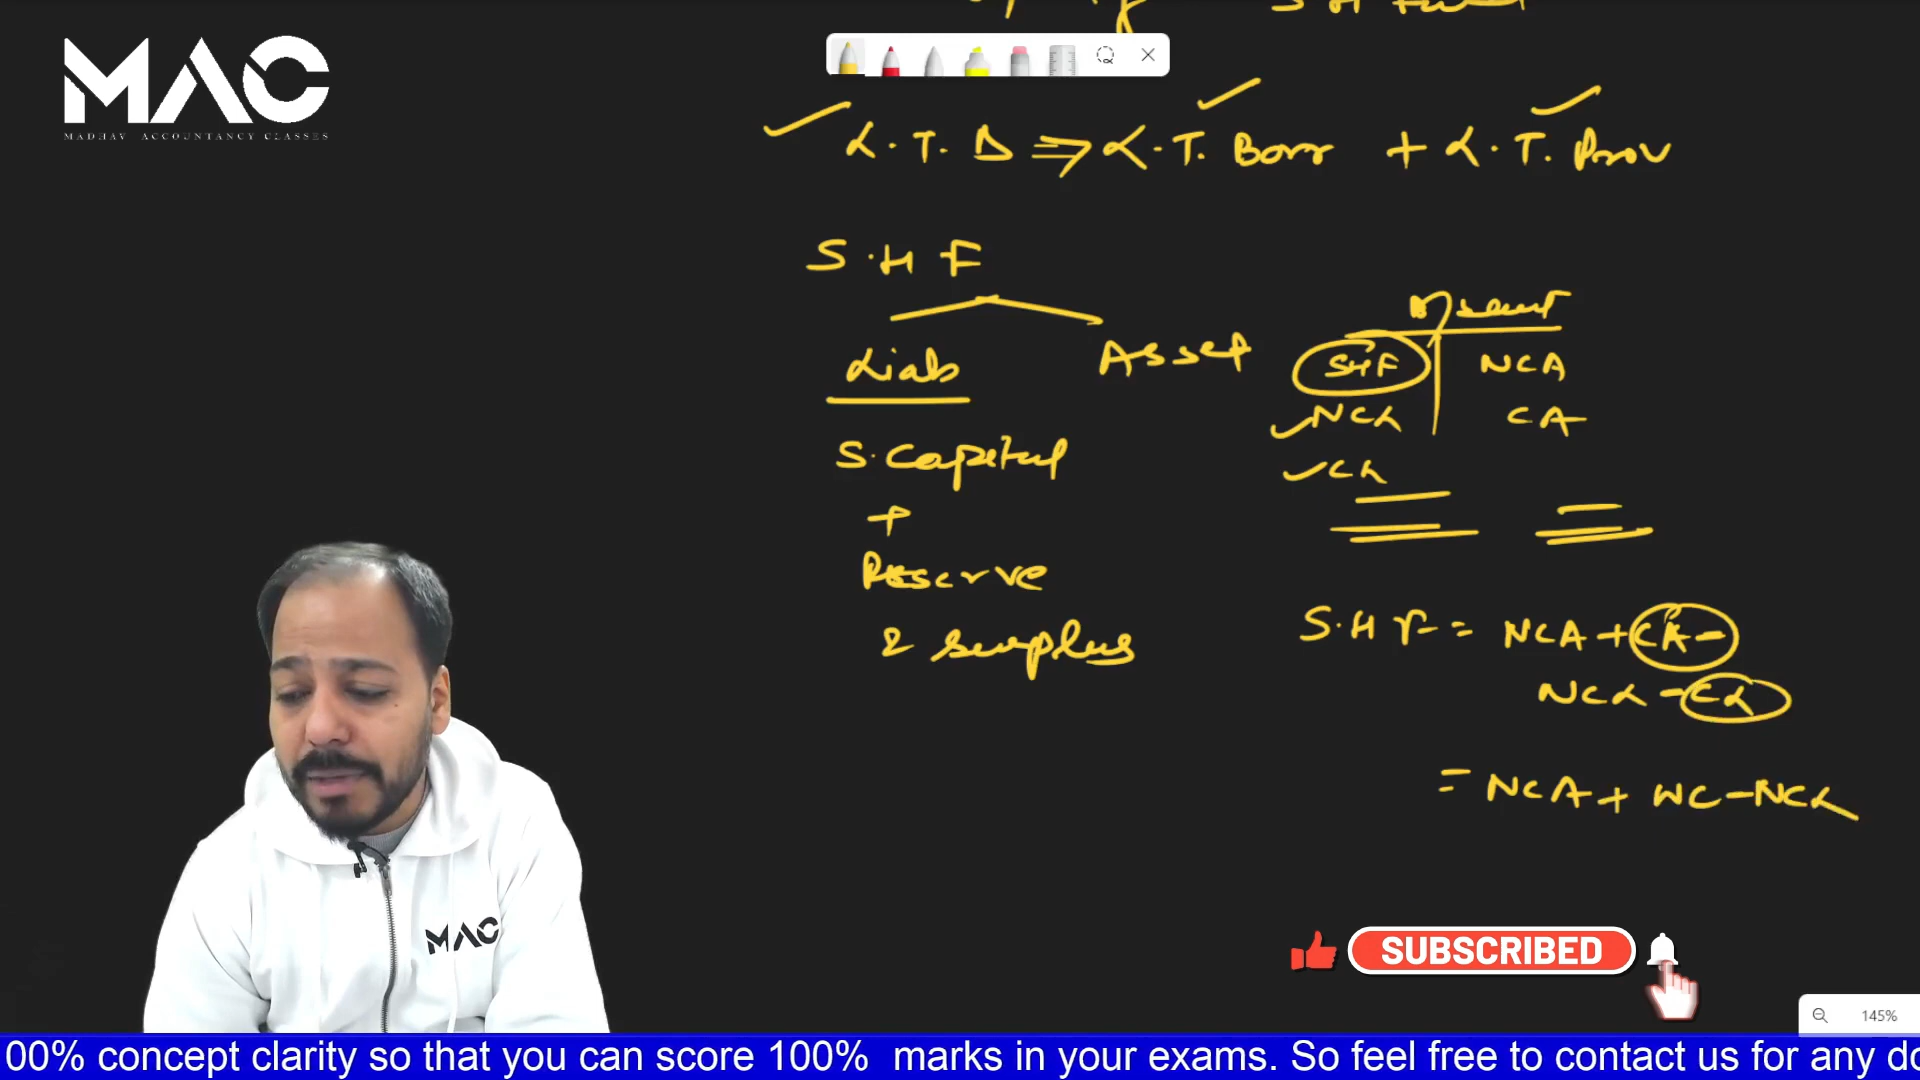 MAC
MADHAV ACCOUNTANCY CLASSES
L.T.D ⇒ L.T. Borr + L.T. Prov
S.H F
Liab
Asset
SHF NCA
NCL CA
CL
S.Capital
+
Reserve
& surplus
S.H F = NCA + CA -
NCL - CL
= NCA + WC - NCL
MAC
SUBSCRIBED
145%
00% concept clarity so that you can score 100% marks in your exams. So feel free to contact us for any do